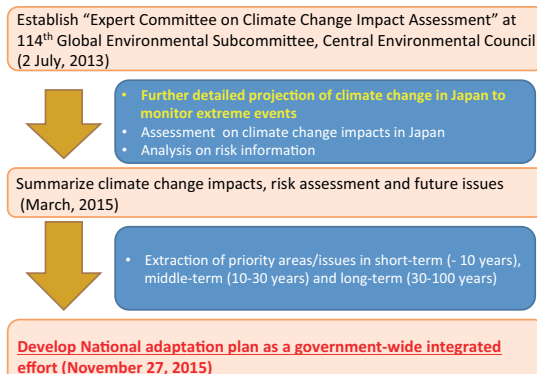 Establish “Expert Committee on Climate Change Impact Assessment” at
114th Global Environmental Subcommittee, Central Environmental Council
(2 July, 2013)
• Further detailed projection of climate change in Japan to
monitor extreme events
• Assessment on climate change impacts in Japan
• Analysis on risk information
Summarize climate change impacts, risk assessment and future issues
(March, 2015)
• Extraction of priority areas/issues in short-term (- 10 years),
middle-term (10-30 years) and long-term (30-100 years)
Develop National adaptation plan as a government-wide integrated
effort (November 27, 2015)